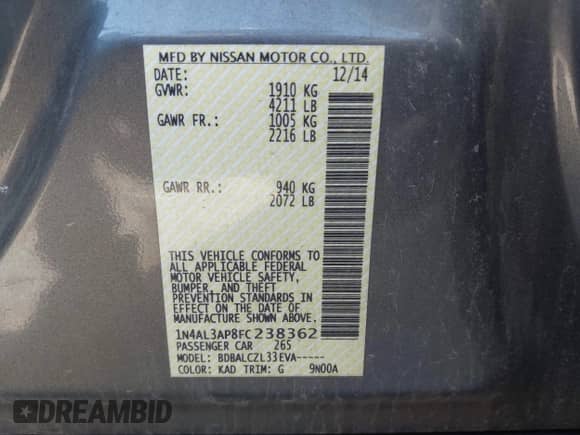 MFD BY NISSAN MOTOR CO., LTD.
DATE: 12/14
GVWR: 1910 KG
4211 LB
GAWR FR.: 1005 KG
2216 LB
GAWR RR.: 940 KG
2072 LB
THIS VEHICLE CONFORMS TO
ALL APPLICABLE FEDERAL
MOTOR VEHICLE SAFETY,
BUMPER, AND THEFT
PREVENTION STANDARDS IN
EFFECT ON THE DATE OF
MANUFACTURE SHOWN ABOVE.
1N4AL3AP8FC238362
PASSENGER CAR 265
MODEL: BDBALCZL33EVA-----
COLOR: KAD TRIM: G 9N00A
DREAMBID